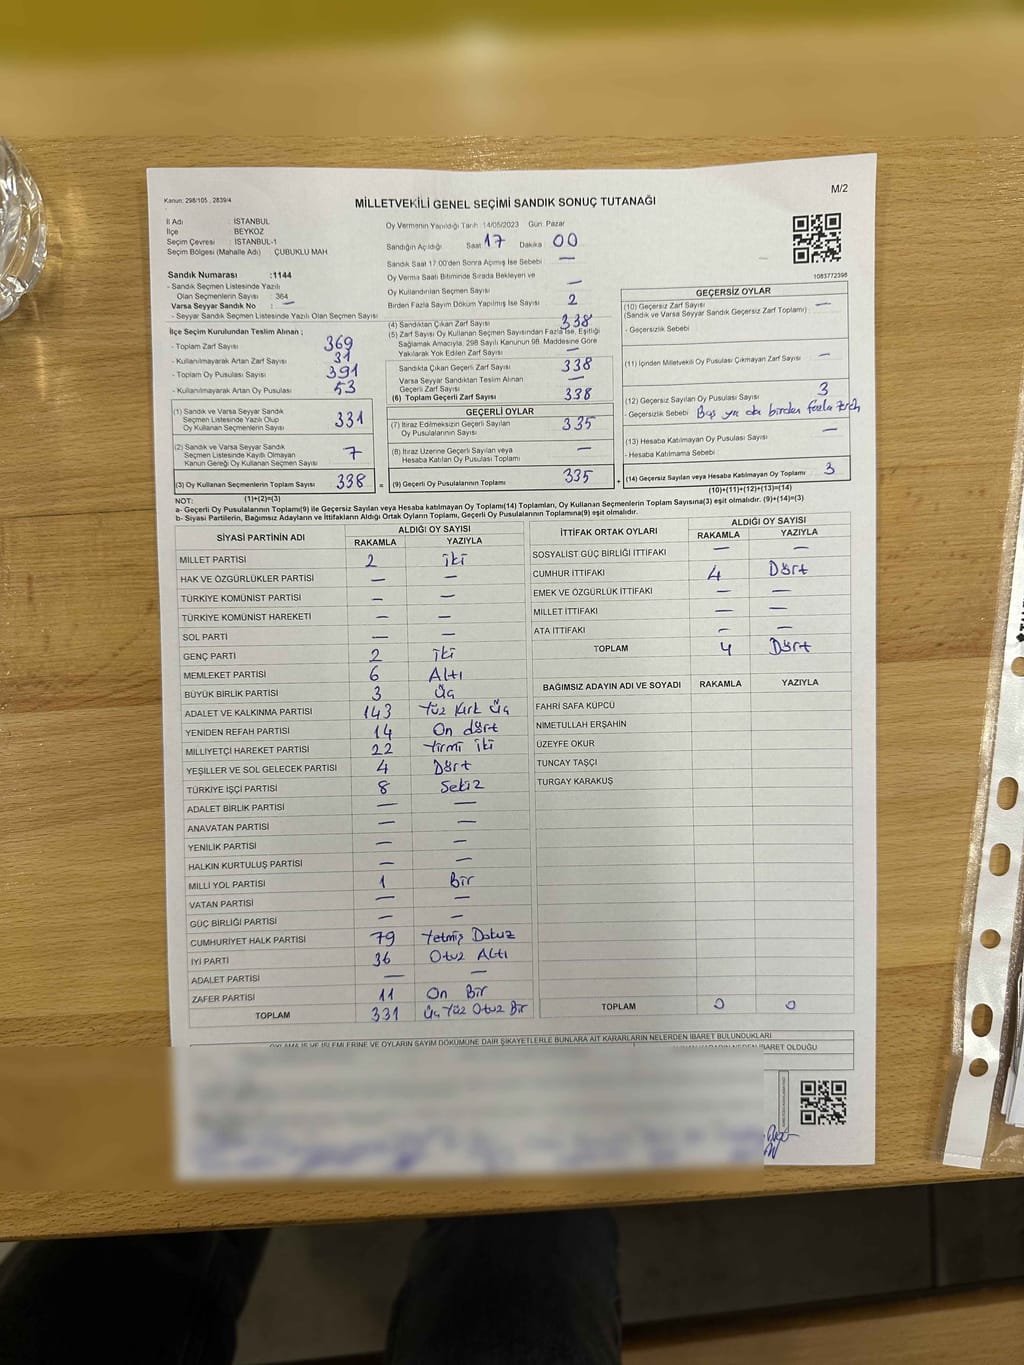 Kanun: 298/105 , 2839/4
M/2
MİLLETVEKİLİ GENEL SEÇİMİ SANDIK SONUÇ TUTANAĞI
İl Adı : İSTANBUL
İlçe : BEYKOZ
Seçim Çevresi : İSTANBUL-1
Seçim Bölgesi (Mahalle Adı) : ÇUBUKLU MAH
Sandık Numarası :1144
- Sandık Seçmen Listesinde Yazılı
Olan Seçmenlerin Sayısı : 364
Varsa Seyyar Sandık No : —
- Seyyar Sandık Seçmen Listesinde Yazılı Olan Seçmen Sayısı
Oy Vermenin Yapıldığı Tarih 14/05/2023 Gün: Pazar
Sandığın Açıldığı Saat 17 Dakika 00
Sandık Saat 17:00'den Sonra Açılmış İse Sebebi —
Oy Verme Saati Bitiminde Sırada Bekleyen ve
Oy Kullandırılan Seçmen Sayısı —
Birden Fazla Sayım Döküm Yapılmış İse Sayısı 2
1083772398
İlçe Seçim Kurulundan Teslim Alınan ;
- Toplam Zarf Sayısı 369
- Kullanılmayarak Artan Zarf Sayısı 31
- Toplam Oy Pusulası 391
- Kullanılmayarak Artan Oy Pusulası 53
(1) Sandık ve Varsa Seyyar Sandık
Seçmen Listesinde Yazılı Olup
Oy Kullanan Seçmenlerin Sayısı 331
(2) Sandık ve Varsa Seyyar Sandık
Seçmen Listesinde Kayıtlı Olmayan
Kanun Gereği Oy Kullanan Seçmen Sayısı 7
(3) Oy Kullanan Seçmenlerin Toplam Sayısı 338 =
(1)+(2)=(3)
(4) Sandıktan Çıkan Zarf Sayısı 338
(5) Zarf Sayısı Oy Kullanan Seçmen Sayısından Fazla İse, Eşitliği
Sağlamak Amacıyla, 298 Sayılı Kanunun 98. Maddesine Göre
Yakılarak Yok Edilen Zarf Sayısı —
Sandıkta Çıkan Geçerli Zarf Sayısı 338
Varsa Seyyar Sandıktan Teslim Alınan
Geçerli Zarf Sayısı —
(6) Toplam Geçerli Zarf Sayısı 338
GEÇERLİ OYLAR
(7) İtiraz Edilmeksizin Geçerli Sayılan
Oy Pusulalarının Sayısı 335
(8) İtiraz Üzerine Geçerli Sayılan veya
Hesaba Katılan Oy Pusulası Toplamı —
(9) Geçerli Oy Pusulalarının Toplamı 335 +
GEÇERSİZ OYLAR
(10) Geçersiz Zarf Sayısı —
(Sandık ve Varsa Seyyar Sandık Geçersiz Zarf Toplamı)
- Geçersizlik Sebebi
(11) İçinden Milletvekili Oy Pusulası Çıkmayan Zarf Sayısı —
(12) Geçersiz Sayılan Oy Pusulası Sayısı 3
- Geçersizlik Sebebi Boş ya da birden fazla
(13) Hesaba Katılmayan Oy Pusulası Sayısı —
- Hesaba Katılmama Sebebi
(14) Geçersiz Sayılan veya Hesaba Katılmayan Oy Toplamı 3
(10)+(11)+(12)+(13)=(14)
NOT:
a- Geçerli Oy Pusulalarının Toplamı(9) ile Geçersiz Sayılan veya Hesaba katılmayan Oy Toplamı(14) Toplamları, Oy Kullanan Seçmenlerin Toplam Sayısına(3) eşit olmalıdır. (9)+(14)=(3)
b- Siyasi Partilerin, Bağımsız Adayların ve İttifakların Aldığı Ortak Oyların Toplamı, Geçerli Oy Pusulalarının Toplamına(9) eşit olmalıdır.
SİYASİ PARTİNİN ADI ALDIĞI OY SAYISI
RAKAMLA YAZIYLA
MİLLET PARTİSİ 2 iki
HAK VE ÖZGÜRLÜKLER PARTİSİ — —
TÜRKİYE KOMÜNİST PARTİSİ — —
TÜRKİYE KOMÜNİST HAREKETİ — —
SOL PARTİ — —
GENÇ PARTİ 2 iki
MEMLEKET PARTİSİ 6 Altı
BÜYÜK BİRLİK PARTİSİ 3 Üç
ADALET VE KALKINMA PARTİSİ 143 Yüz Kırk Üç
YENİDEN REFAH PARTİSİ 14 On dört
MİLLİYETÇİ HAREKET PARTİSİ 22 Yirmi iki
YEŞİLLER VE SOL GELECEK PARTİSİ 4 Dört
TÜRKİYE İŞÇİ PARTİSİ 8 Sekiz
ADALET BİRLİK PARTİSİ — —
ANAVATAN PARTİSİ — —
YENİLİK PARTİSİ — —
HALKIN KURTULUŞ PARTİSİ — —
MİLLİ YOL PARTİSİ 1 Bir
VATAN PARTİSİ — —
GÜÇ BİRLİĞİ PARTİSİ — —
CUMHURİYET HALK PARTİSİ 79 Yetmiş Dokuz
İYİ PARTİ 36 Otuz Altı
ADALET PARTİSİ — —
ZAFER PARTİSİ 11 On Bir
TOPLAM 331 Üç Yüz Otuz Bir
İTTİFAK ORTAK OYLARI ALDIĞI OY SAYISI
RAKAMLA YAZIYLA
SOSYALİST GÜÇ BİRLİĞİ İTTİFAKI — —
CUMHUR İTTİFAKI 4 Dört
EMEK VE ÖZGÜRLÜK İTTİFAKI — —
MİLLET İTTİFAKI — —
ATA İTTİFAKI — —
TOPLAM 4 Dört
BAĞIMSIZ ADAYIN ADI VE SOYADI RAKAMLA YAZIYLA
FAHRİ SAFA KÜPCÜ
NİMETULLAH ERŞAHİN
ÜZEYFE OKUR
TUNCAY TAŞÇI
TURGAY KARAKUŞ
TOPLAM 0 0
OYLAMA İŞ VE İŞLEMLERİNE VE OYLARIN SAYIM DÖKÜMÜNE DAİR ŞİKAYETLERLE BUNLARA AİT KARARLARIN NELERDEN İBARET BULUNDUKLARI
İBARET OLDUĞU